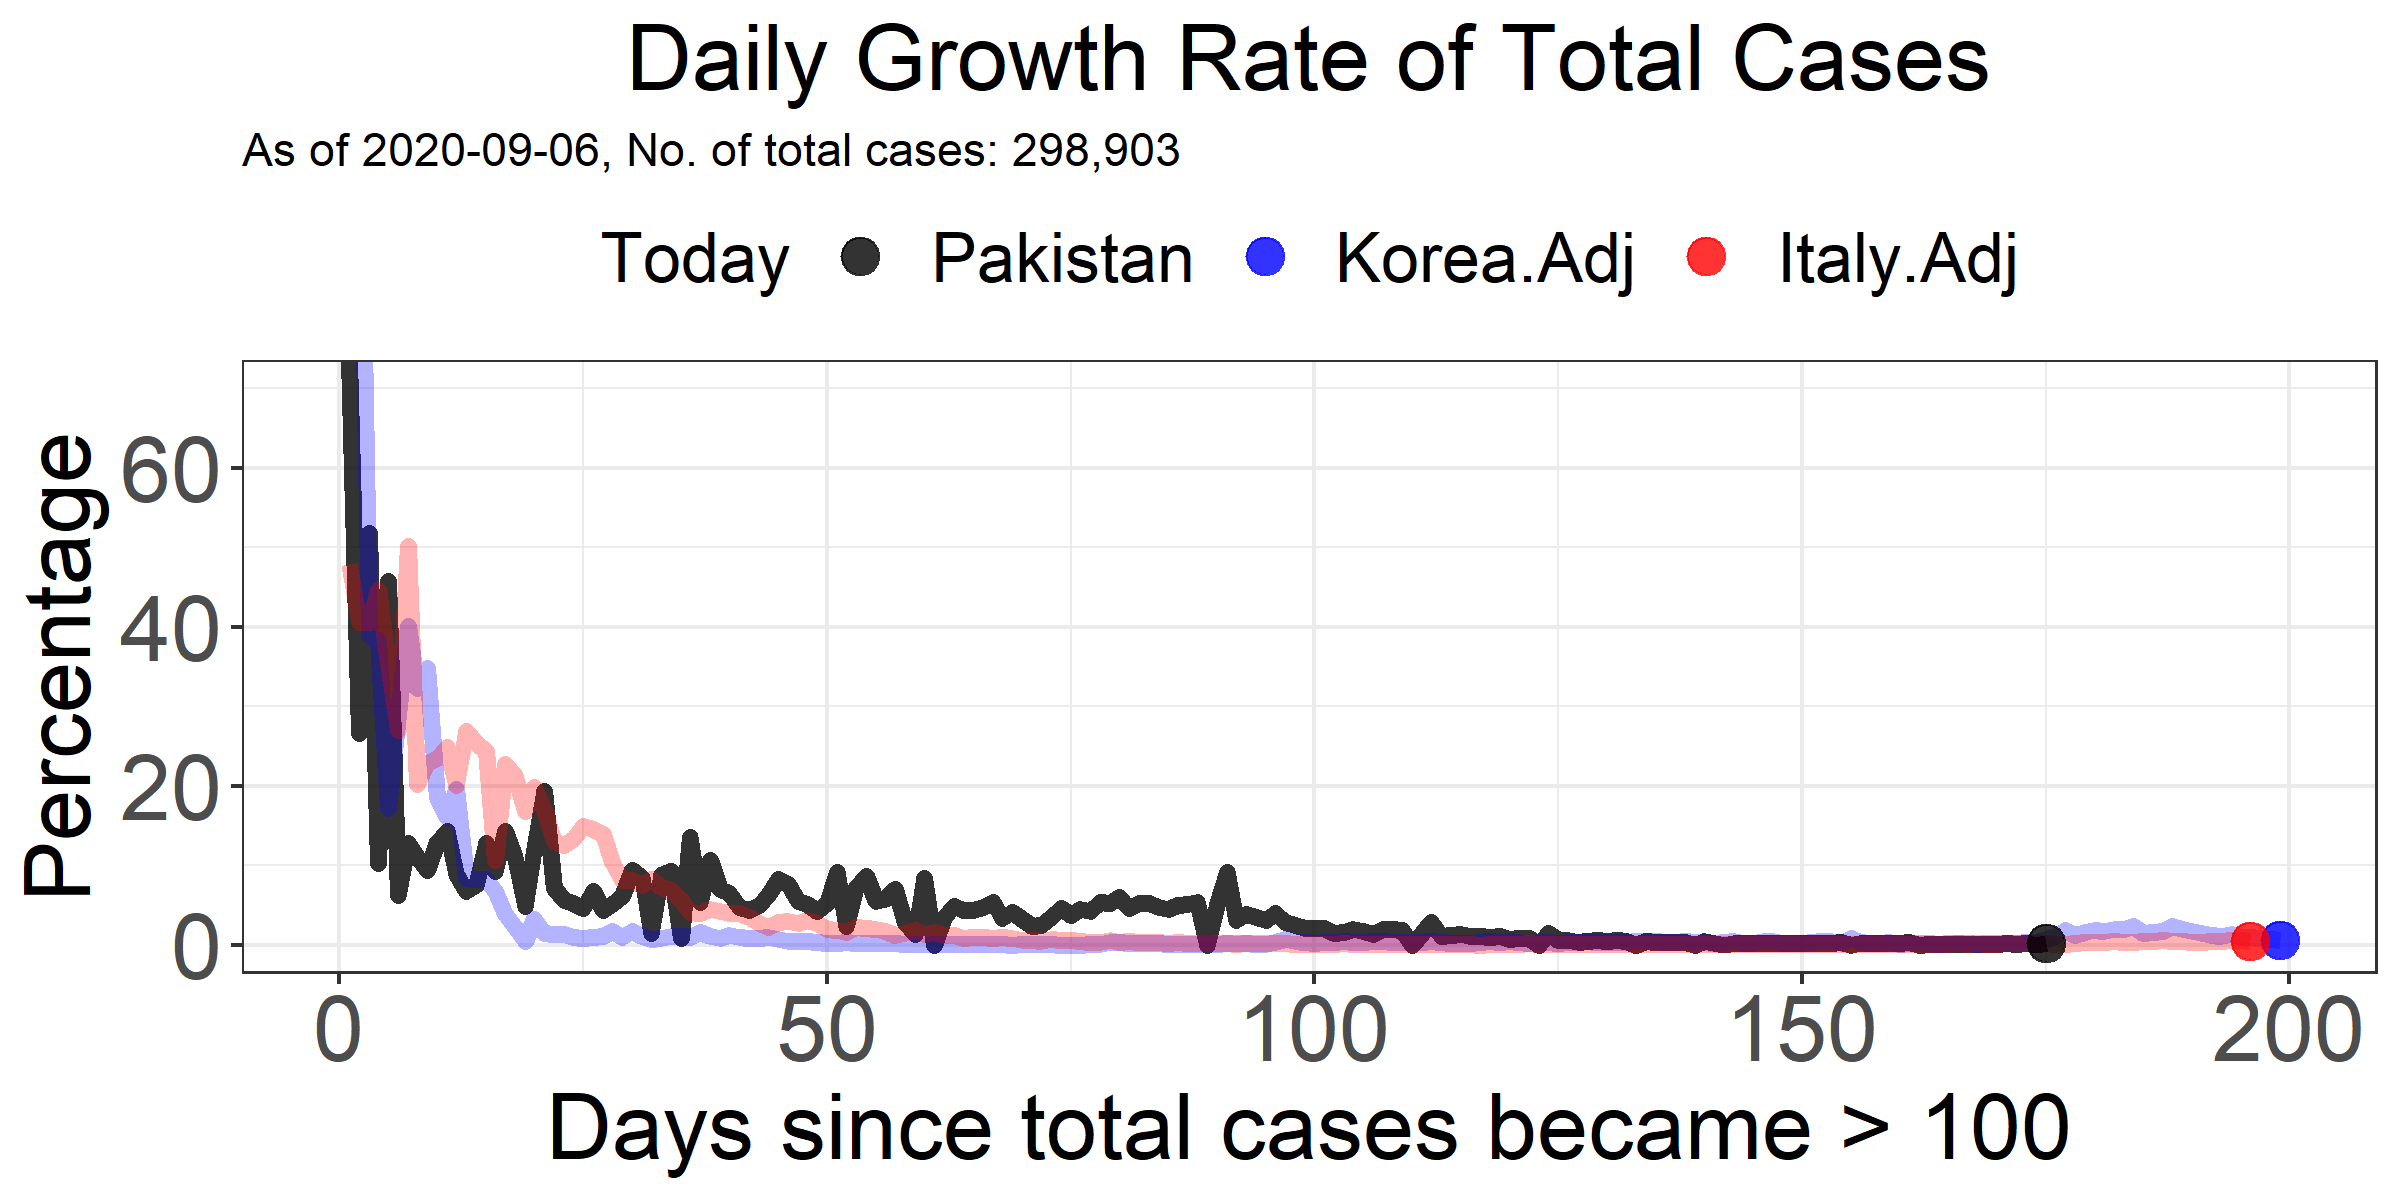 Daily Growth Rate of Total Cases
As of 2020-09-06, No. of total cases: 298,903
Today Pakistan Korea.Adj Italy.Adj
Percentage
60
40
20
0
0 50 100 150 200
Days since total cases became > 100